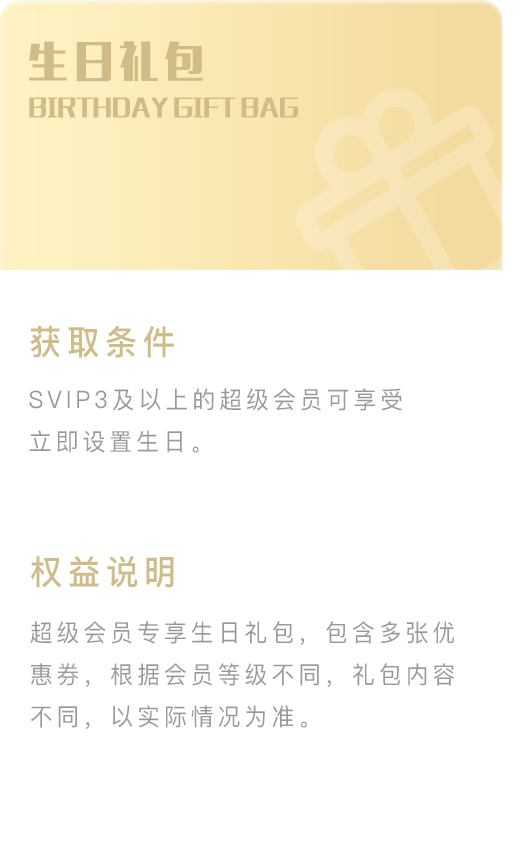 生日礼包
BIRTHDAY GIFT BAG
获取条件
SVIP3及以上的超级会员可享受
立即设置生日。
权益说明
超级会员专享生日礼包，包含多张优
惠券，根据会员等级不同，礼包内容
不同，以实际情况为准。